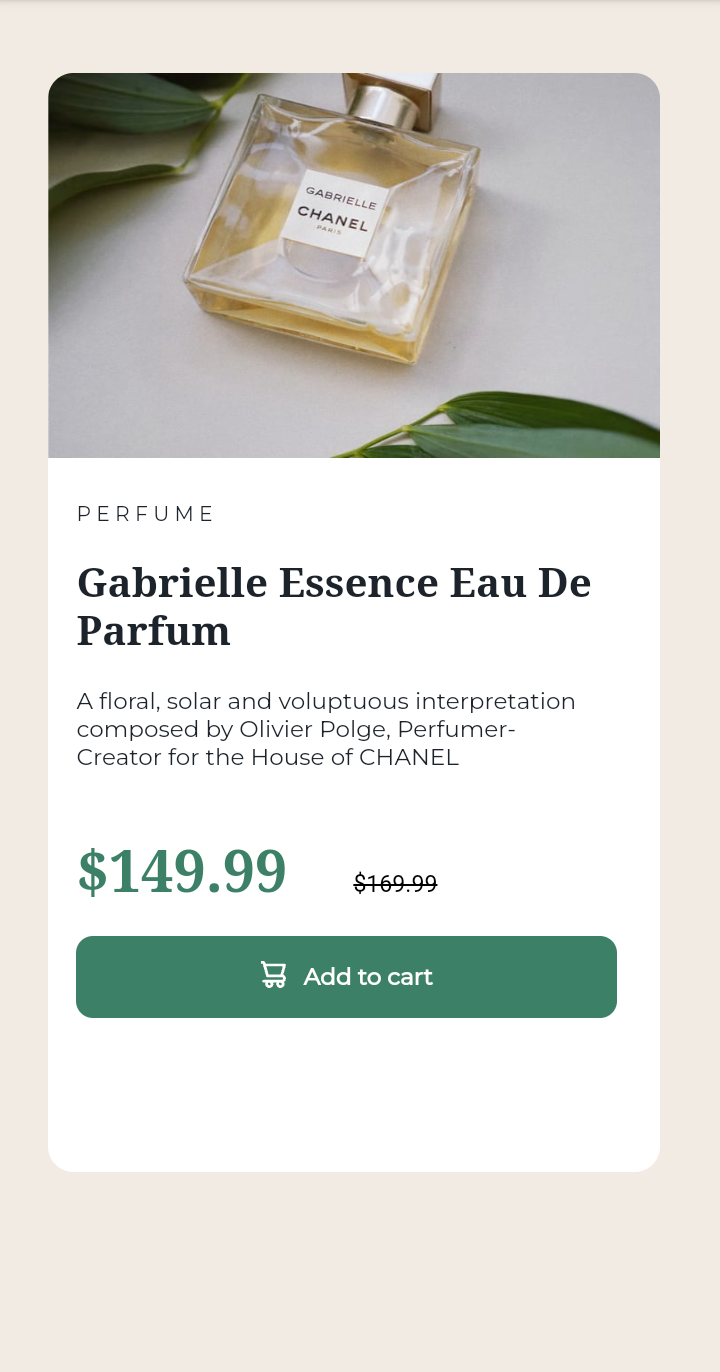 GABRIELLE
CHANEL
PARIS
PERFUME
Gabrielle Essence Eau De
Parfum
A floral, solar and voluptuous interpretation
composed by Olivier Polge, Perfumer-
Creator for the House of CHANEL
$149.99 $169.99
Add to cart